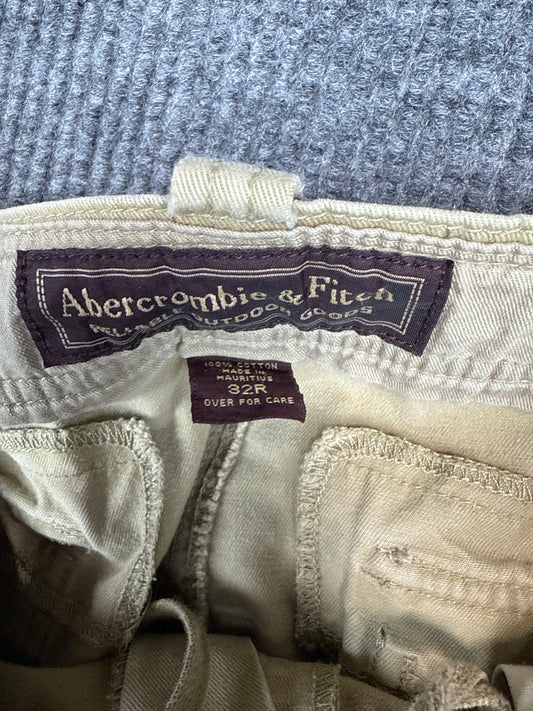 Abercrombie & Fitch
RELIABLE OUTDOOR GOODS
100% COTTON
MADE IN
MAURITIUS
32R
OVER FOR CARE